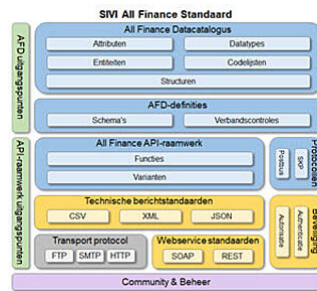 SIVI All Finance Standaard
AFD uitgangspunten
All Finance Datacatalogus
Attributen
Datatypes
Entiteiten
Codelijsten
Structuren
AFD-definities
Schema's
Verbandscontroles
API-raamwerk uitgangspunten
All Finance API-raamwerk
Functies
Varianten
Protocollen
Postbus
SKP
Technische berichtstandaarden
CSV
XML
JSON
Beveiliging
Autorisatie
Authenticatie
Transport protocol
FTP
SMTP
HTTP
Webservice standaarden
SOAP
REST
Community & Beheer